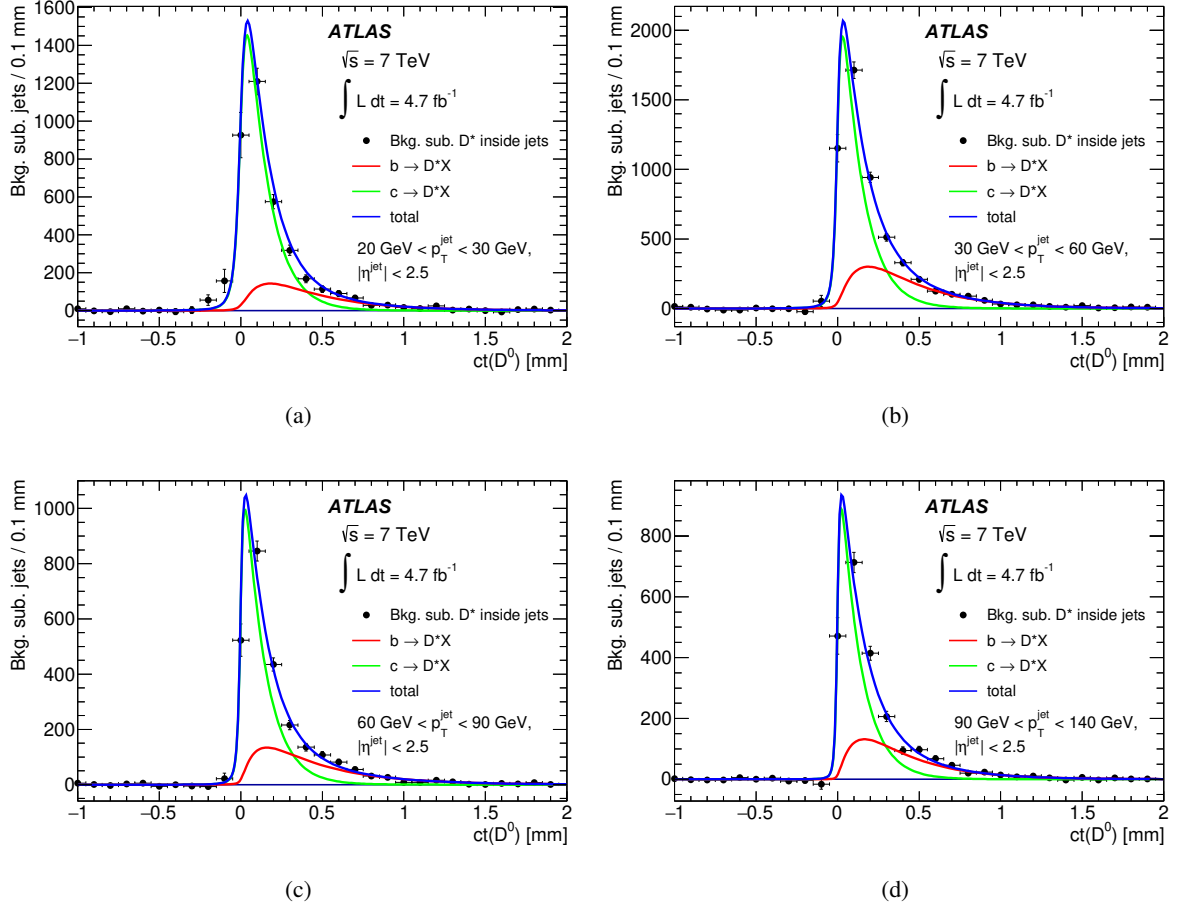 Bkg. sub. jets / 0.1 mm
1600
1400
1200
1000
800
600
400
200
0
ATLAS
√s = 7 TeV
∫ L dt = 4.7 fb⁻¹
Bkg. sub. D* inside jets
b → D*X
c → D*X
total
20 GeV < p_T^jet < 30 GeV,
|η^jet| < 2.5
−1 −0.5 0 0.5 1 1.5 2
ct(D⁰) [mm]
(a)
Bkg. sub. jets / 0.1 mm
2000
1500
1000
500
0
ATLAS
√s = 7 TeV
∫ L dt = 4.7 fb⁻¹
Bkg. sub. D* inside jets
b → D*X
c → D*X
total
30 GeV < p_T^jet < 60 GeV,
|η^jet| < 2.5
−1 −0.5 0 0.5 1 1.5 2
ct(D⁰) [mm]
(b)
Bkg. sub. jets / 0.1 mm
1000
800
600
400
200
0
ATLAS
√s = 7 TeV
∫ L dt = 4.7 fb⁻¹
Bkg. sub. D* inside jets
b → D*X
c → D*X
total
60 GeV < p_T^jet < 90 GeV,
|η^jet| < 2.5
−1 −0.5 0 0.5 1 1.5 2
ct(D⁰) [mm]
(c)
Bkg. sub. jets / 0.1 mm
800
600
400
200
0
ATLAS
√s = 7 TeV
∫ L dt = 4.7 fb⁻¹
Bkg. sub. D* inside jets
b → D*X
c → D*X
total
90 GeV < p_T^jet < 140 GeV,
|η^jet| < 2.5
−1 −0.5 0 0.5 1 1.5 2
ct(D⁰) [mm]
(d)